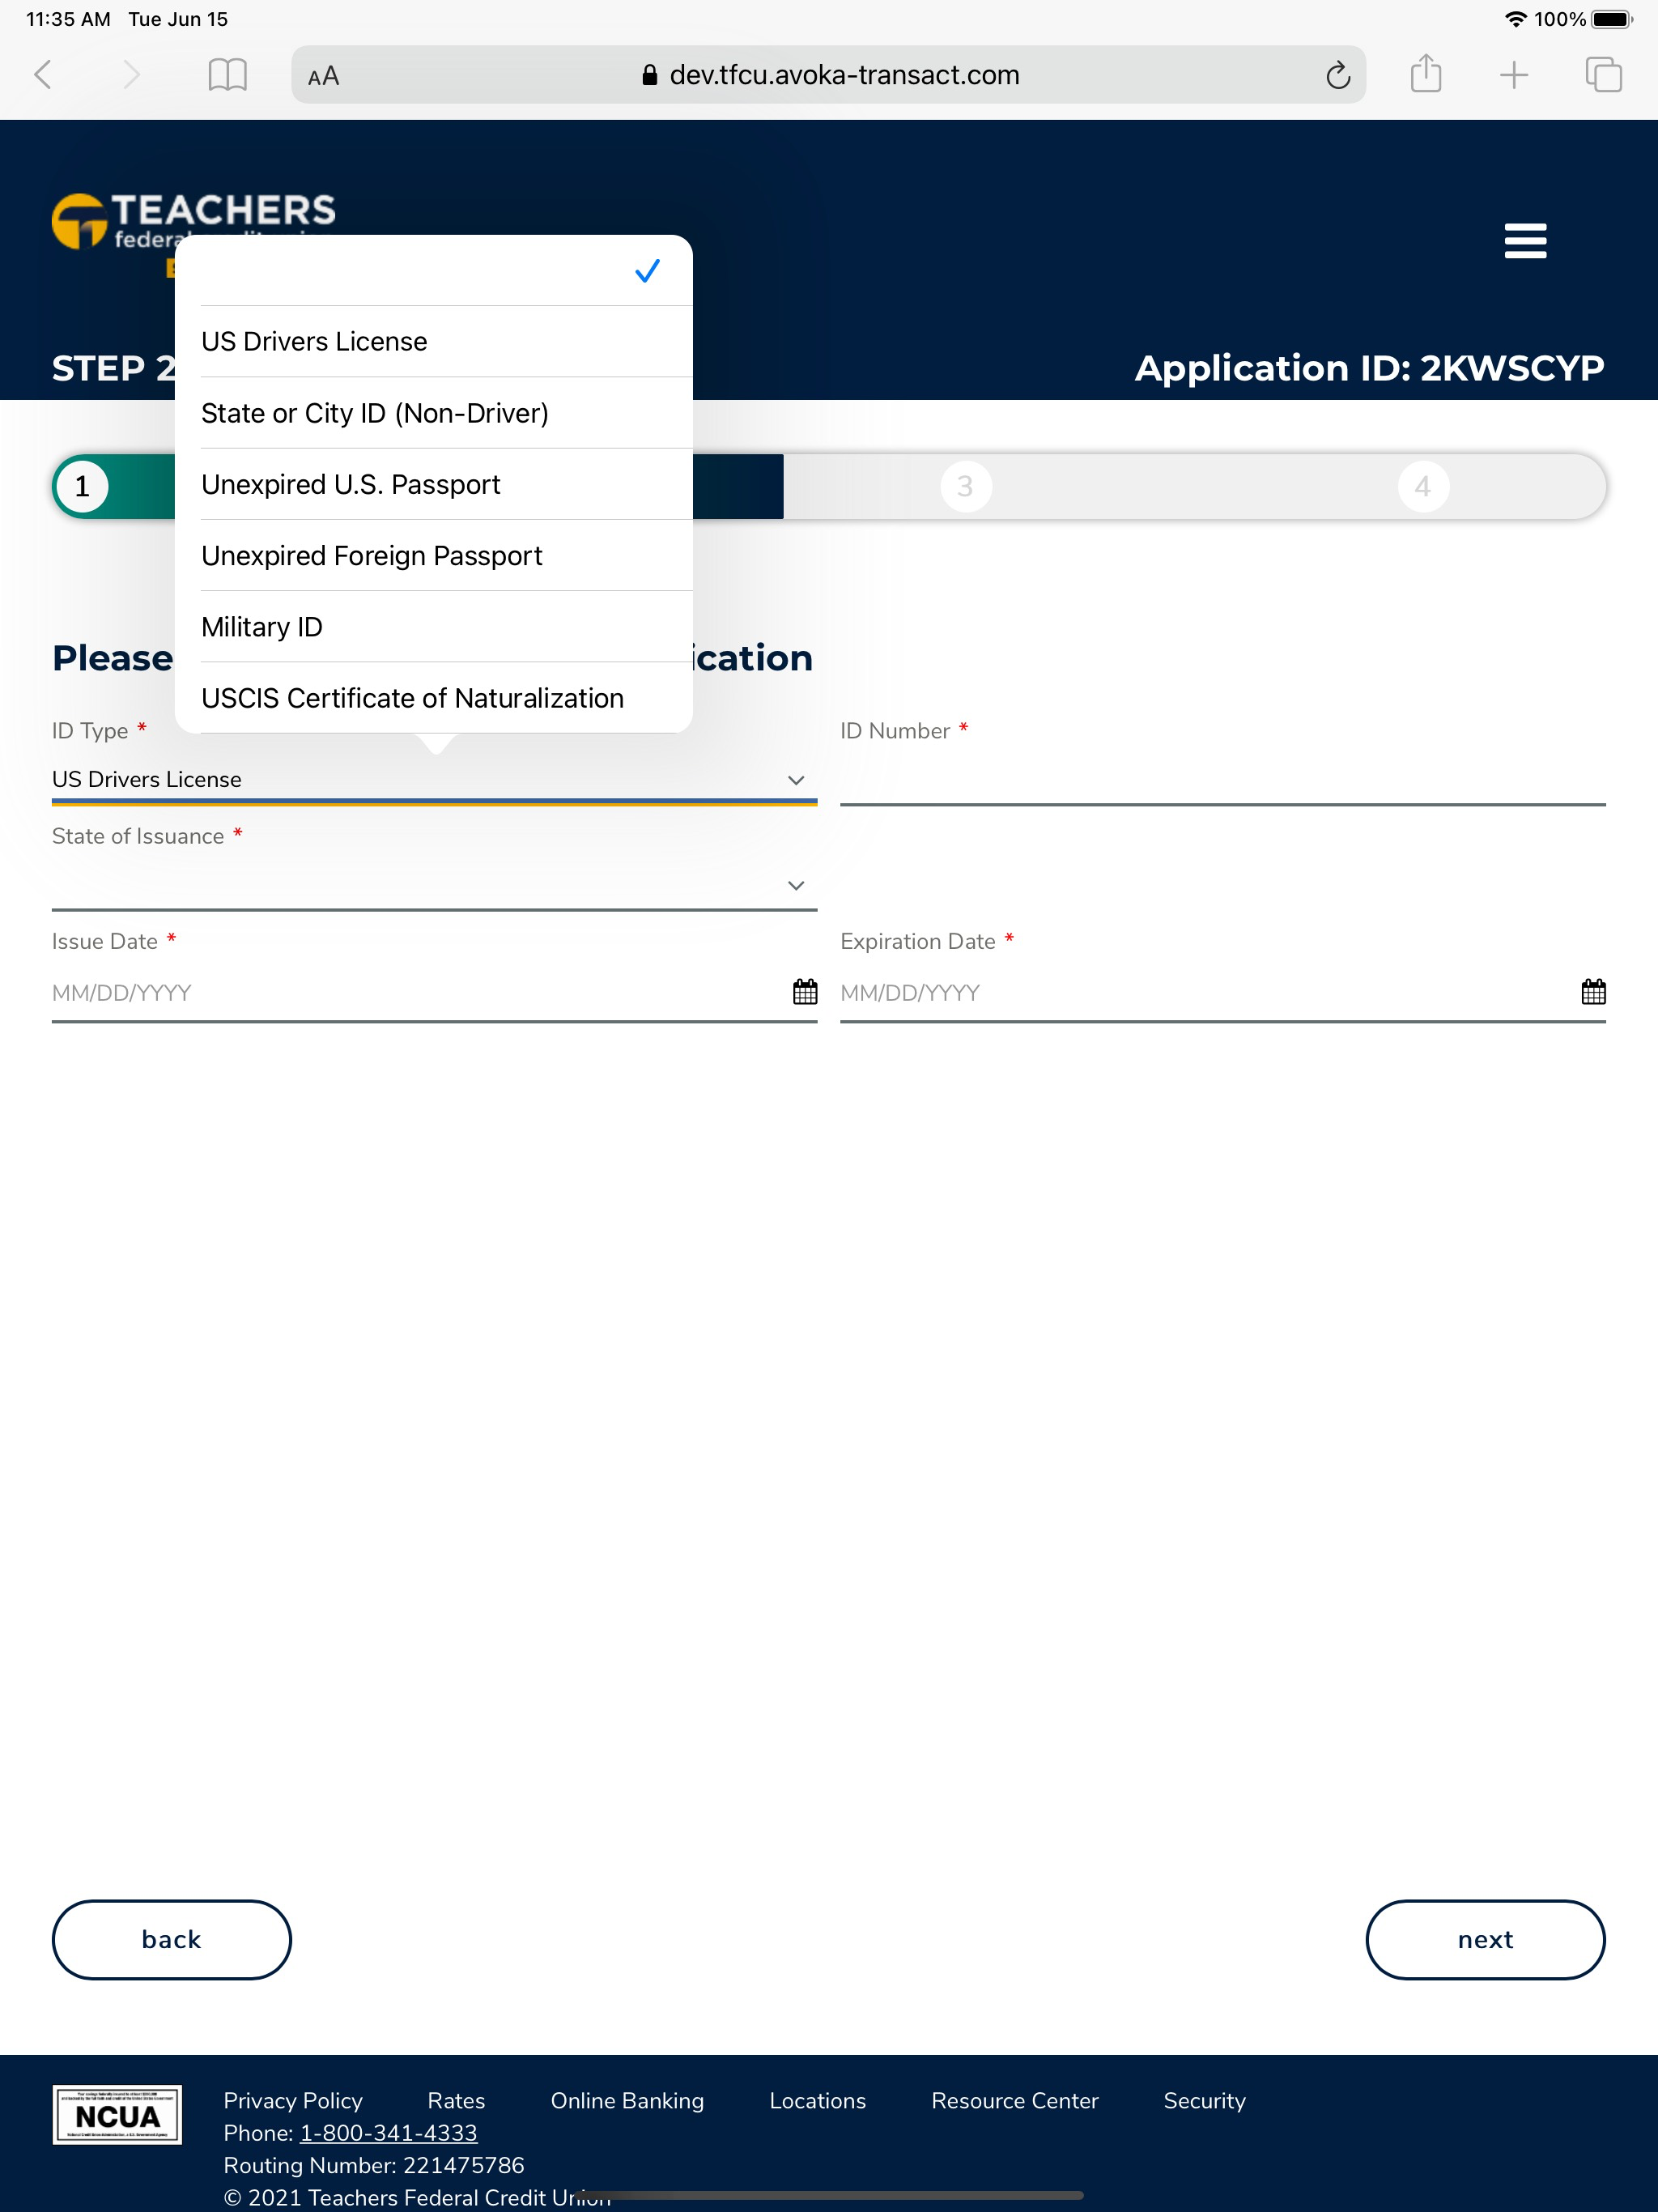 11:35 AM Tue Jun 15 100%
AA dev.tfcu.avoka-transact.com
TEACHERS
US Drivers License
State or City ID (Non-Driver)
Unexpired U.S. Passport
Unexpired Foreign Passport
Military ID
USCIS Certificate of Naturalization
STEP 2 Application ID: 2KWSCYP
1 3 4
Please
ID Type * ID Number *
US Drivers License
State of Issuance *
Issue Date * Expiration Date *
MM/DD/YYYY MM/DD/YYYY
back next
NCUA
Privacy Policy Rates Online Banking Locations Resource Center Security
Phone: 1-800-341-4333
Routing Number: 221475786
© 2021 Teachers Federal Credit Union